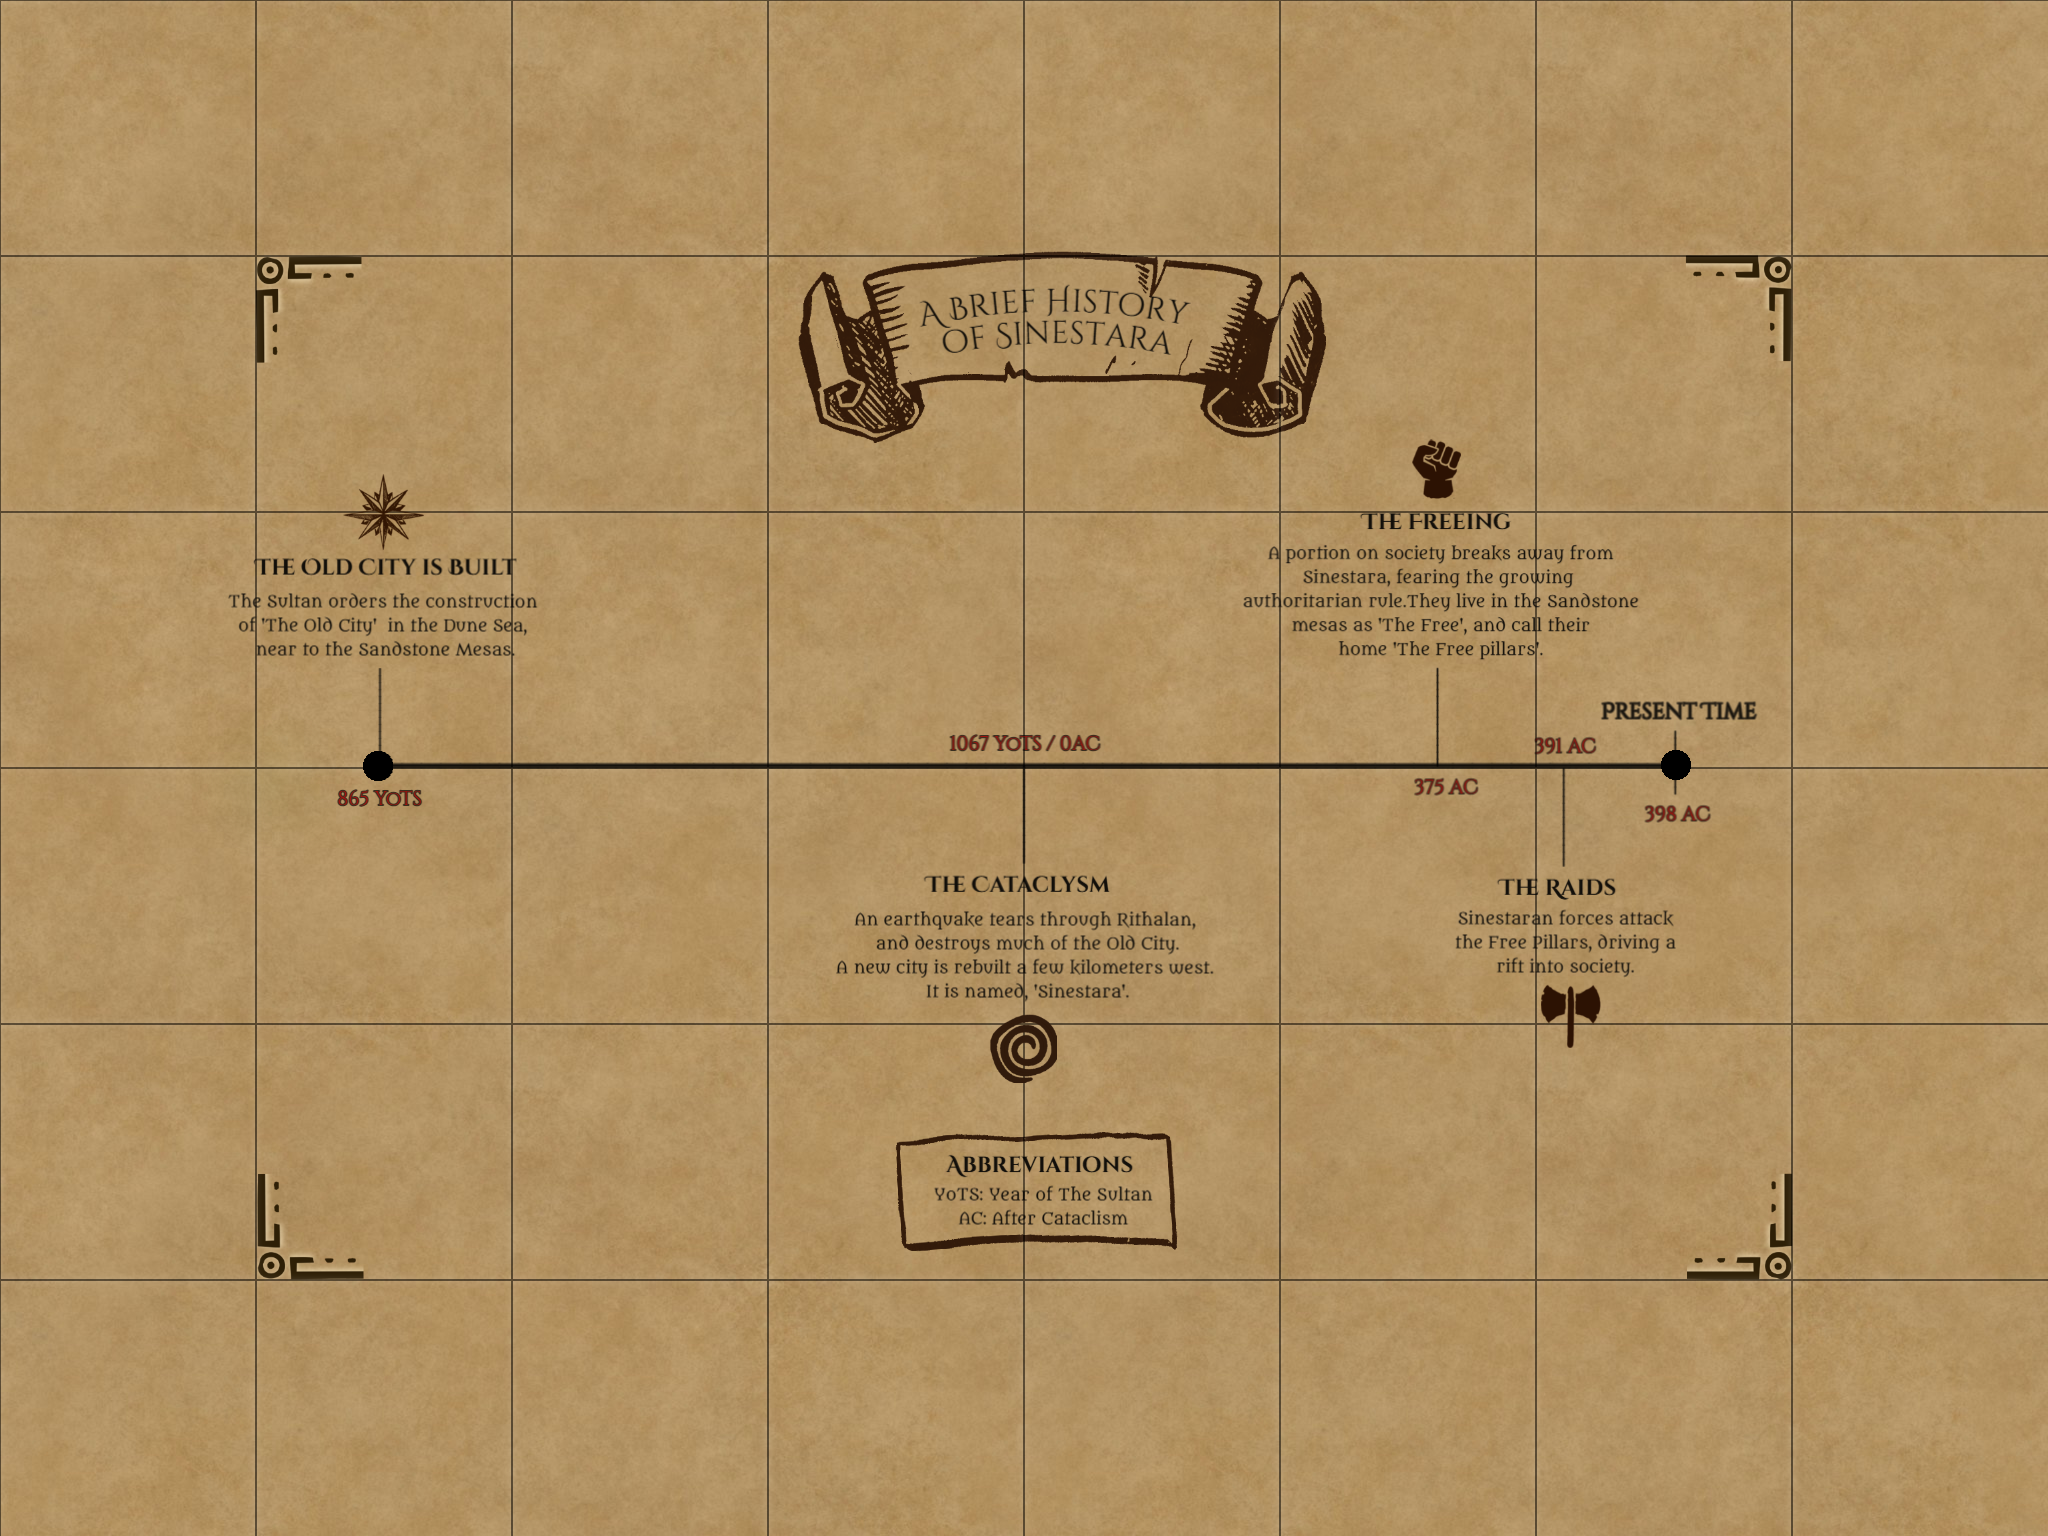 A Brief History
of Sinestara
The Old City is Built
The Sultan orders the construction
of 'The Old City'  in the Dune Sea,
near to the Sandstone Mesas.
865 YoTS
1067 YoTS / 0AC
The Cataclysm
An earthquake tears through Rithalan,
and destroys much of the Old City.
A new city is rebuilt a few kilometers west.
It is named, 'Sinestara'.
The Freeing
A portion on society breaks away from
Sinestara, fearing the growing
authoritarian rule.They live in the Sandstone
mesas as 'The Free', and call their
home 'The Free pillars'.
375 AC
391 AC
The Raids
Sinestaran forces attack
the Free Pillars, driving a
rift into society.
Present Time
398 AC
Abbreviations
YoTS: Year of The Sultan
AC: After Cataclism